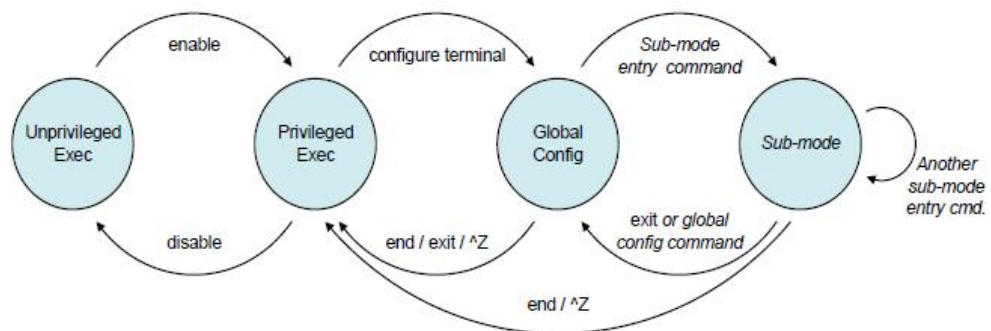 enable
configure terminal
Sub-mode
entry command
Unprivileged
Exec
Privileged
Exec
Global
Config
Sub-mode
Another
sub-mode
entry cmd.
disable
end / exit / ^Z
exit or global
config command
end / ^Z